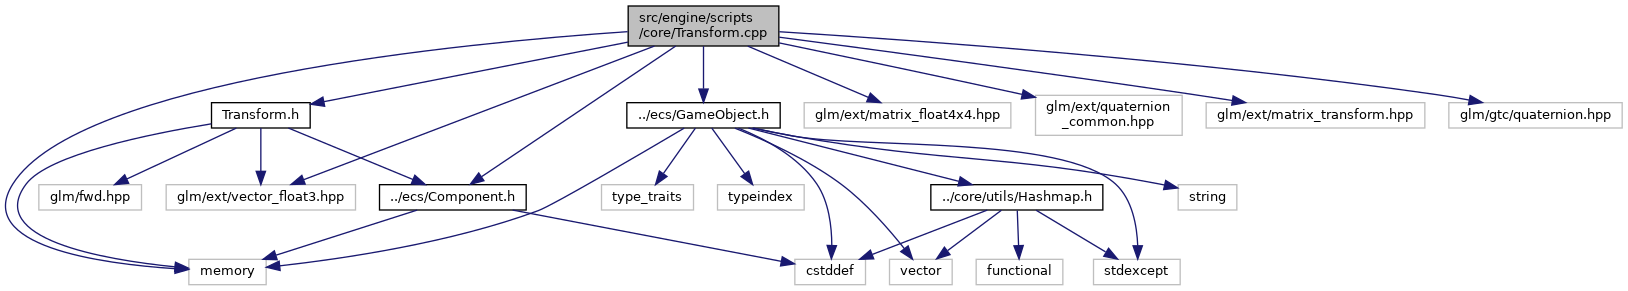 src/engine/scripts
/core/Transform.cpp
Transform.h
../ecs/GameObject.h
glm/ext/matrix_float4x4.hpp
glm/ext/quaternion
_common.hpp
glm/ext/matrix_transform.hpp
glm/gtc/quaternion.hpp
glm/fwd.hpp
glm/ext/vector_float3.hpp
../ecs/Component.h
type_traits
typeindex
../core/utils/Hashmap.h
string
memory
cstddef
vector
functional
stdexcept